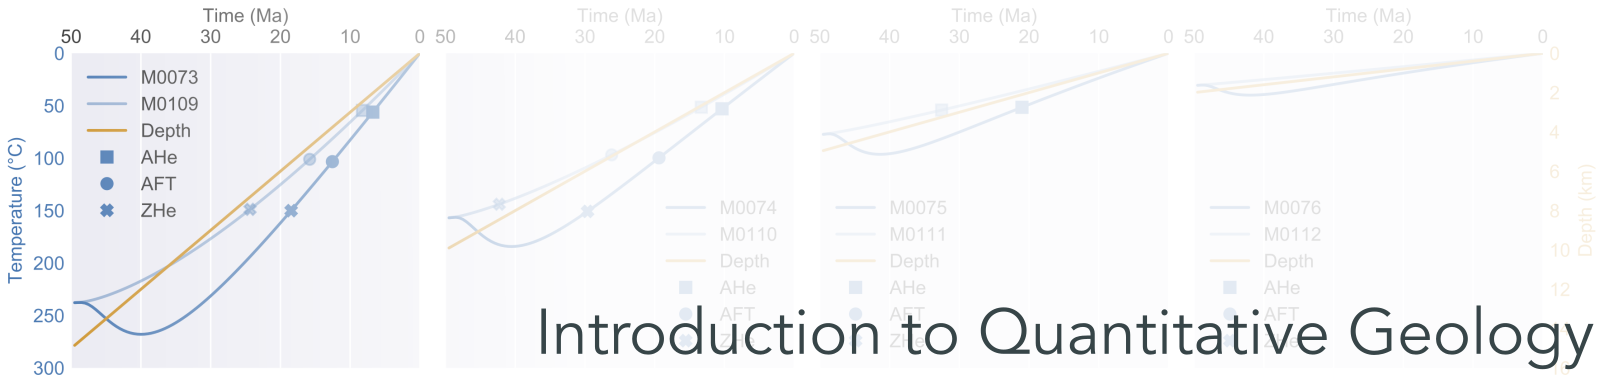 Time (Ma) Time (Ma) Time (Ma) Time (Ma)
50 40 30 20 10 0 50 40 30 20 10 0 50 40 30 20 10 0 50 40 30 20 10 0
0 0
M0073
50 2
M0109
Depth 4
100 AHe
AFT 6
150 ZHe M0074 M0075 M0076 8
M0110 M0111 M0112
200 10
Depth Depth Depth
AHe AHe AHe 12
250 AFT AFT
ZHe ZHe ZHe
300
Temperature (°C)
Depth (km)
Introduction to Quantitative Geology